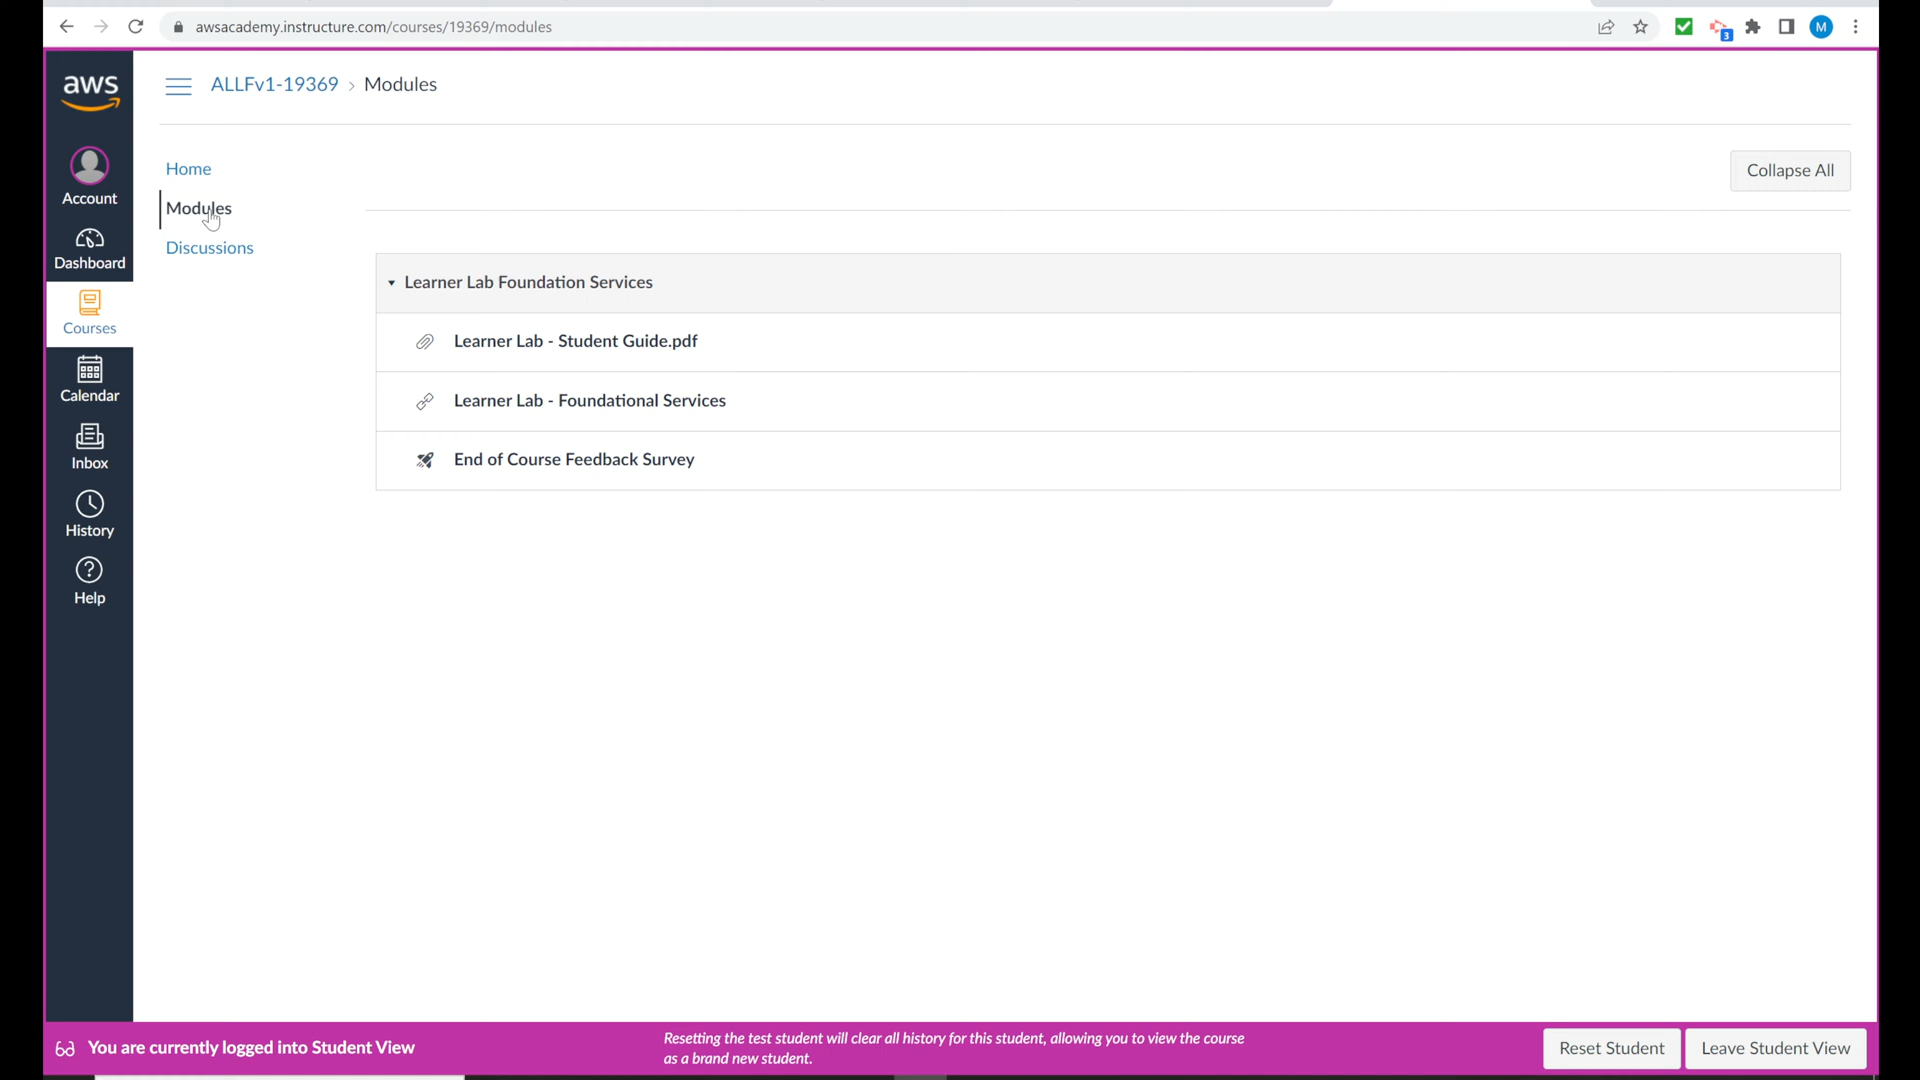 awsacademy.instructure.com/courses/19369/modules
3
M
aws
ALLFv1-19369 › Modules
Account
Dashboard
Courses
Calendar
Inbox
History
Help
Home
Modules
Discussions
Collapse All
Learner Lab Foundation Services
Learner Lab - Student Guide.pdf
Learner Lab - Foundational Services
End of Course Feedback Survey
You are currently logged into Student View
Resetting the test student will clear all history for this student, allowing you to view the course
as a brand new student.
Reset Student
Leave Student View